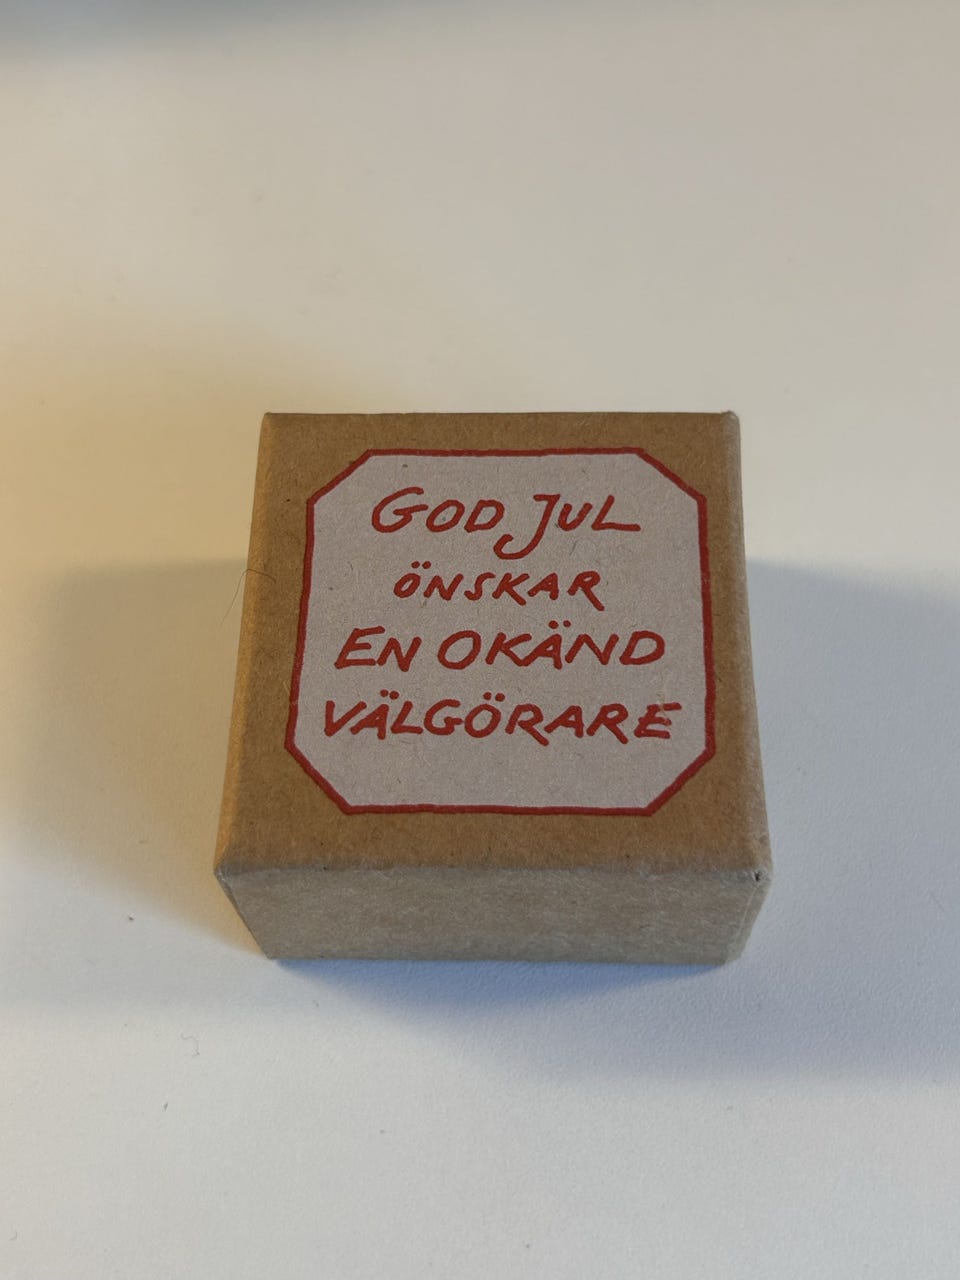 GOD JUL
ÖNSKAR
EN OKÄND
VÄLGÖRARE